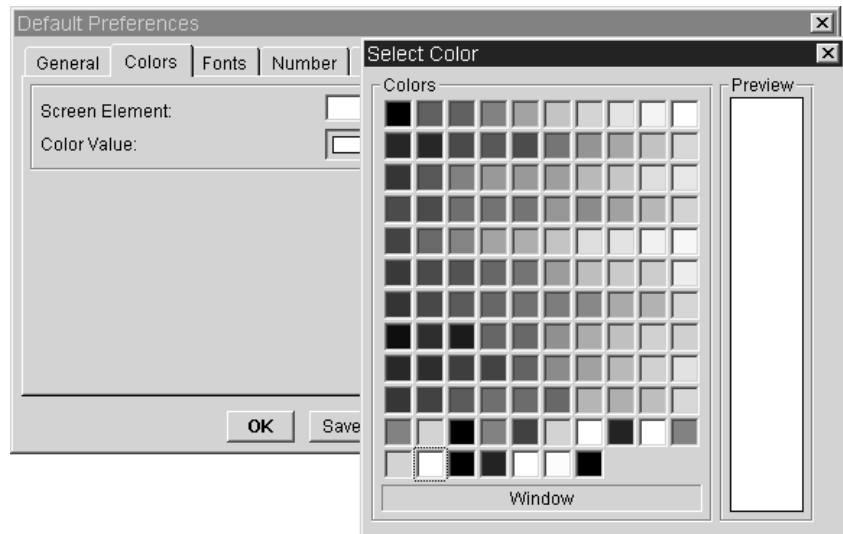 Default Preferences
General Colors Fonts Number
Screen Element:
Color Value:
OK Save
Select Color
Colors
Preview
Window